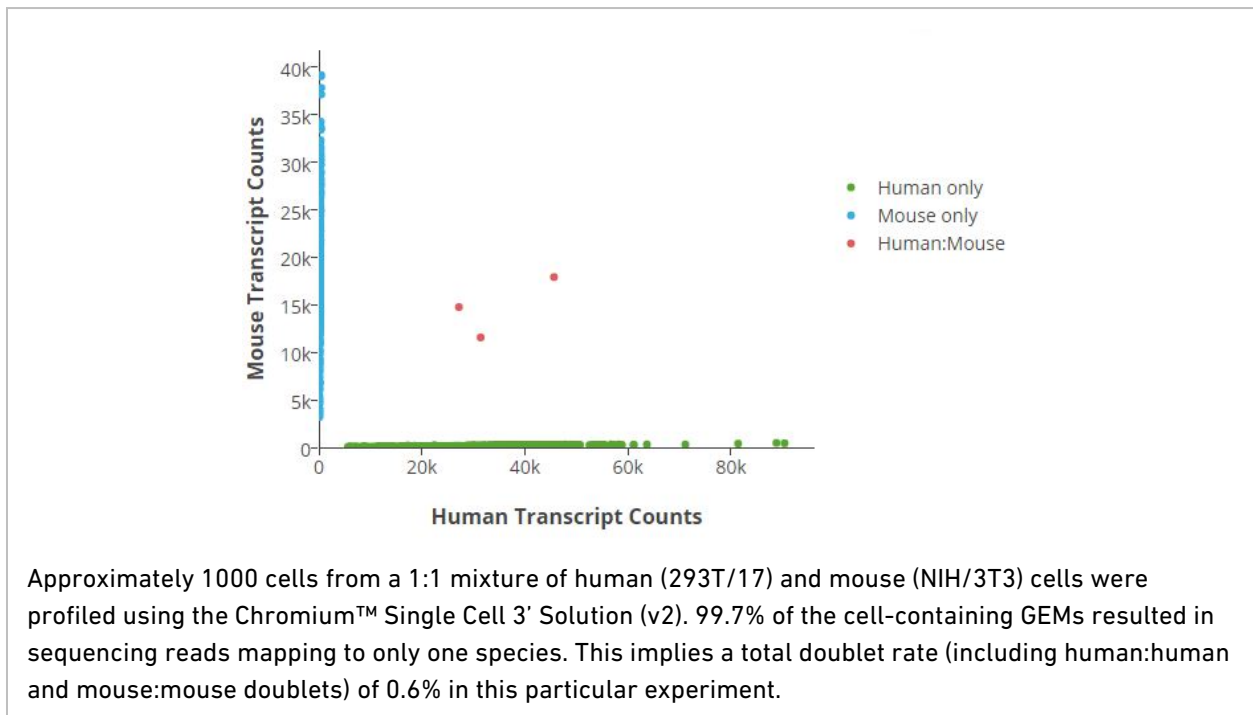 40k
35k
30k
25k
20k
15k
10k
5k
0
Mouse Transcript Counts
0 20k 40k 60k 80k
Human Transcript Counts
Human only
Mouse only
Human:Mouse
Approximately 1000 cells from a 1:1 mixture of human (293T/17) and mouse (NIH/3T3) cells were
profiled using the Chromium™ Single Cell 3’ Solution (v2). 99.7% of the cell-containing GEMs resulted in
sequencing reads mapping to only one species. This implies a total doublet rate (including human:human
and mouse:mouse doublets) of 0.6% in this particular experiment.